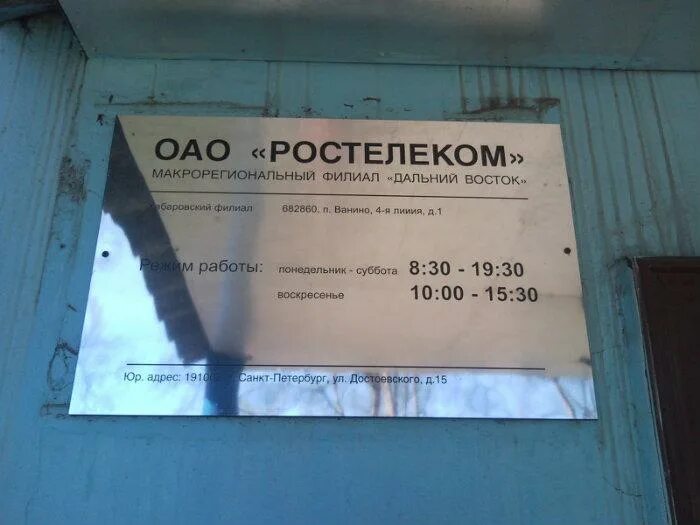 ОАО «РОСТЕЛЕКОМ»
МАКРОРЕГИОНАЛЬНЫЙ ФИЛИАЛ «ДАЛЬНИЙ ВОСТОК»
Хабаровский филиал 682860, п. Ванино, 4-я линия, д.1
Режим работы: понедельник - суббота 8:30 - 19:30
воскресенье 10:00 - 15:30
Юр. адрес: Санкт-Петербург, ул. Достоевского, д.15